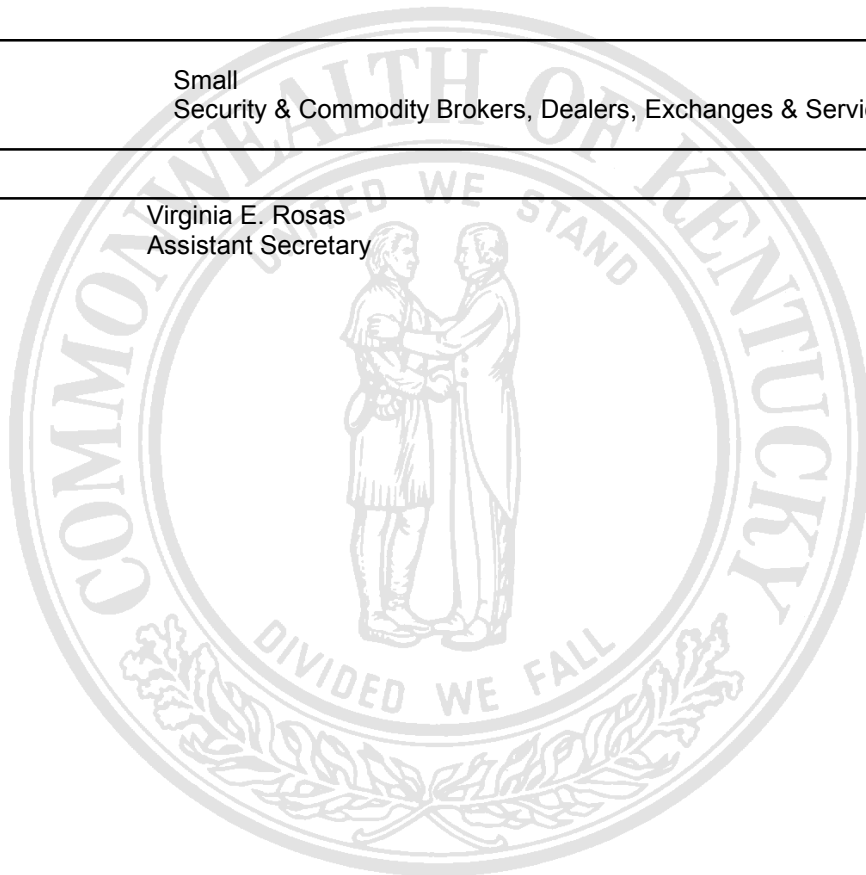 Small
Security & Commodity Brokers, Dealers, Exchanges & Servi
Virginia E. Rosas
Assistant Secretary
COMMONWEALTH OF KENTUCKY
UNITED WE STAND
DIVIDED WE FALL